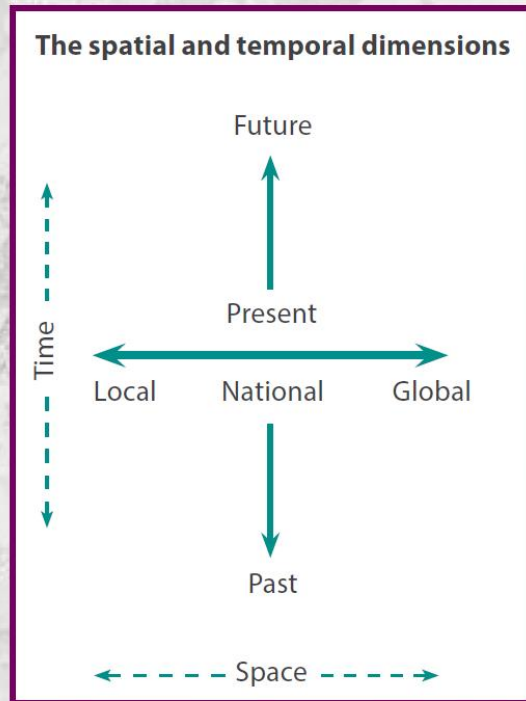 The spatial and temporal dimensions
Future
Present
Time
Local National Global
Past
Space